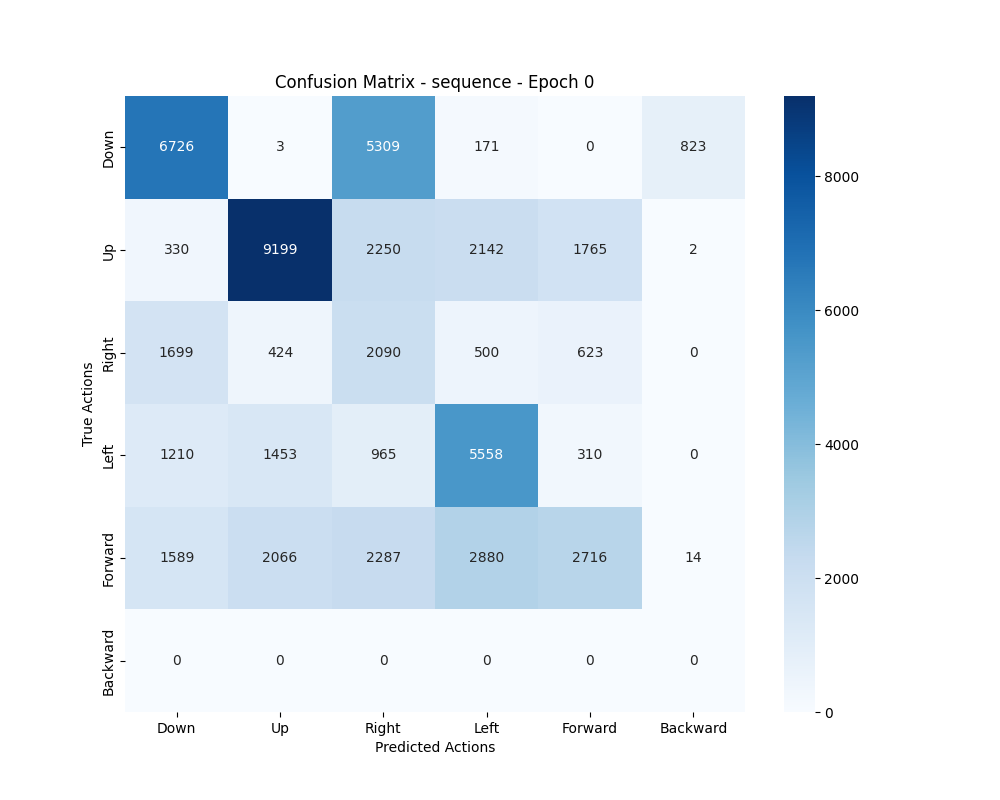 Confusion Matrix - sequence - Epoch 0
Down 6726 3 5309 171 0 823
Up 330 9199 2250 2142 1765 2
Right 1699 424 2090 500 623 0
Left 1210 1453 965 5558 310 0
Forward 1589 2066 2287 2880 2716 14
Backward 0 0 0 0 0 0
Down Up Right Left Forward Backward
Predicted Actions
True Actions
8000
6000
4000
2000
0